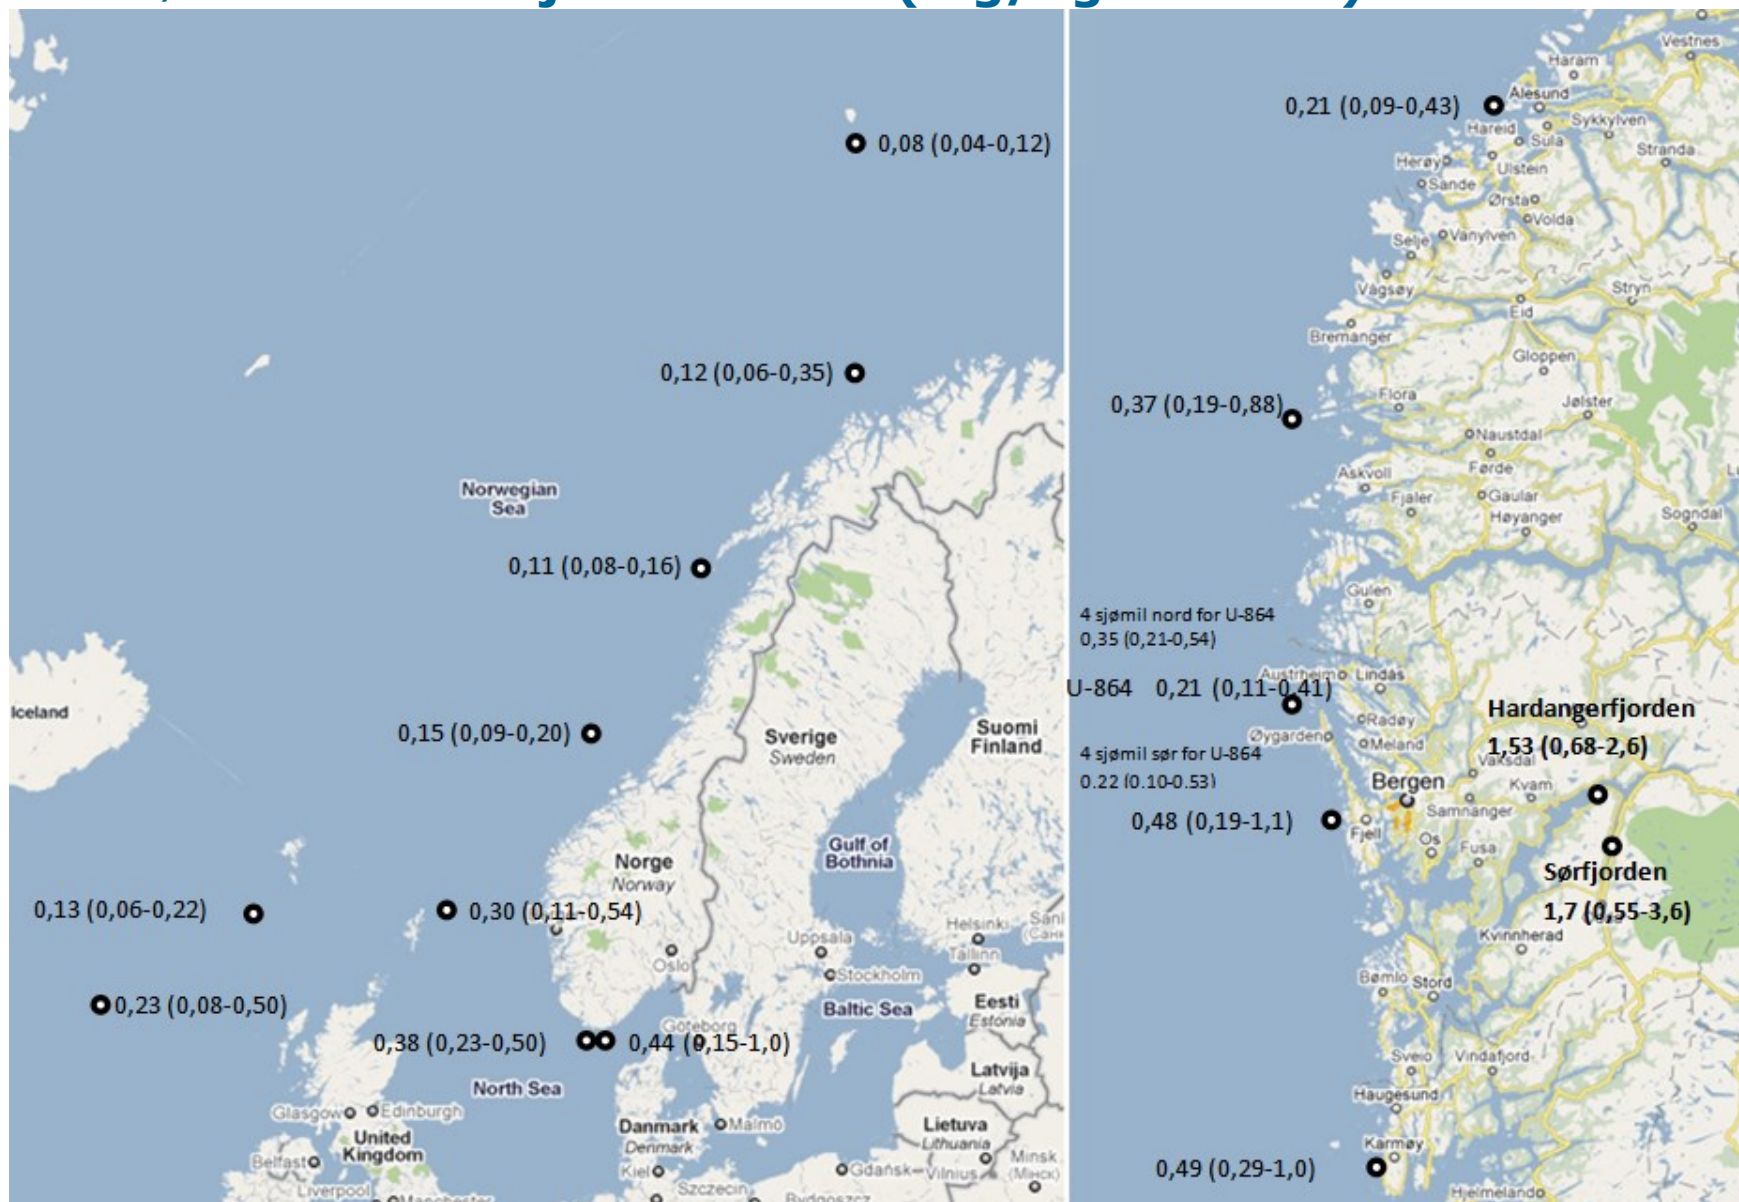 0,08 (0,04-0,12)
0,12 (0,06-0,35)
Norwegian
Sea
0,11 (0,08-0,16)
Iceland
0,15 (0,09-0,20)
Sverige
Sweden
Suomi
Finland
Gulf of
Bothnia
Norge
Norway
0,13 (0,06-0,22)
0,30 (0,11-0,54)
Oslo
Uppsala
Stockholm
Helsinki
Tallinn
0,23 (0,08-0,50)
Baltic Sea
Eesti
Estonia
0,38 (0,23-0,50)
Göteborg
0,44 (0,15-1,0)
North Sea
Latvija
Latvia
Glasgow
Edinburgh
United
Kingdom
Belfast
Liverpool
Manchester
Danmark
Denmark
Malmö
Kiel
Lietuva
Lithuania
Gdańsk
Vilnius
Minsk
(Минск)
Szczecin
Bydgoszcz
Vestnes
Haram
Ålesund
0,21 (0,09-0,43)
Hareid
Sula
Sykkylven
Stranda
Herøy
Ulstein
Sande
Ørsta
Volda
Selje
Vanylven
Vågsøy
Stryn
Eid
Bremanger
Gloppen
Flora
Jølster
0,37 (0,19-0,88)
Naustdal
Askvoll
Førde
Fjaler
Gaular
Høyanger
Sogndal
Gulen
4 sjømil nord for U-864
0,35 (0,21-0,54)
Austrheim
Lindås
U-864 0,21 (0,11-0,41)
Radøy
Øygarden
Meland
Hardangerfjorden
1,53 (0,68-2,6)
4 sjømil sør for U-864
0.22 (0.10-0.53)
Vaksdal
Bergen
Kvam
Samnanger
0,48 (0,19-1,1)
Fjell
Os
Fusa
Sørfjorden
1,7 (0,55-3,6)
Kvinnherad
Bømlo
Stord
Sveio
Vindafjord
Haugesund
Karmøy
0,49 (0,29-1,0)
Hjelmeland